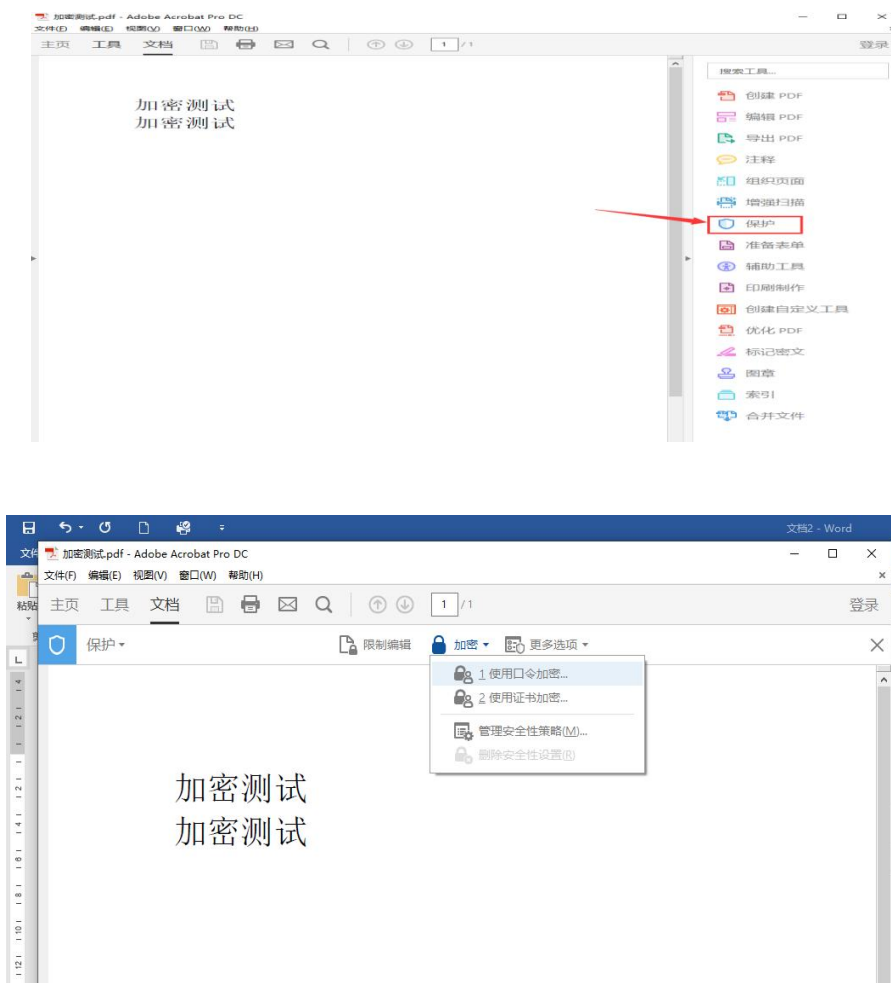 加密测试.pdf - Adobe Acrobat Pro DC
文件(F) 编辑(E) 视图(V) 窗口(W) 帮助(H)
主页 工具 文档 1 / 1 登录
搜索工具...
加密测试
加密测试
创建 PDF
编辑 PDF
导出 PDF
注释
组织页面
增强扫描
保护
准备表单
辅助工具
印刷制作
创建自定义工具
优化 PDF
标记密文
图章
索引
合并文件
文档2 - Word
加密测试.pdf - Adobe Acrobat Pro DC
文件(F) 编辑(E) 视图(V) 窗口(W) 帮助(H)
粘贴
主页 工具 文档 1 / 1 登录
保护 限制编辑 加密 更多选项
1 使用口令加密...
2 使用证书加密...
管理安全性策略(M)...
删除安全性设置(R)
加密测试
加密测试